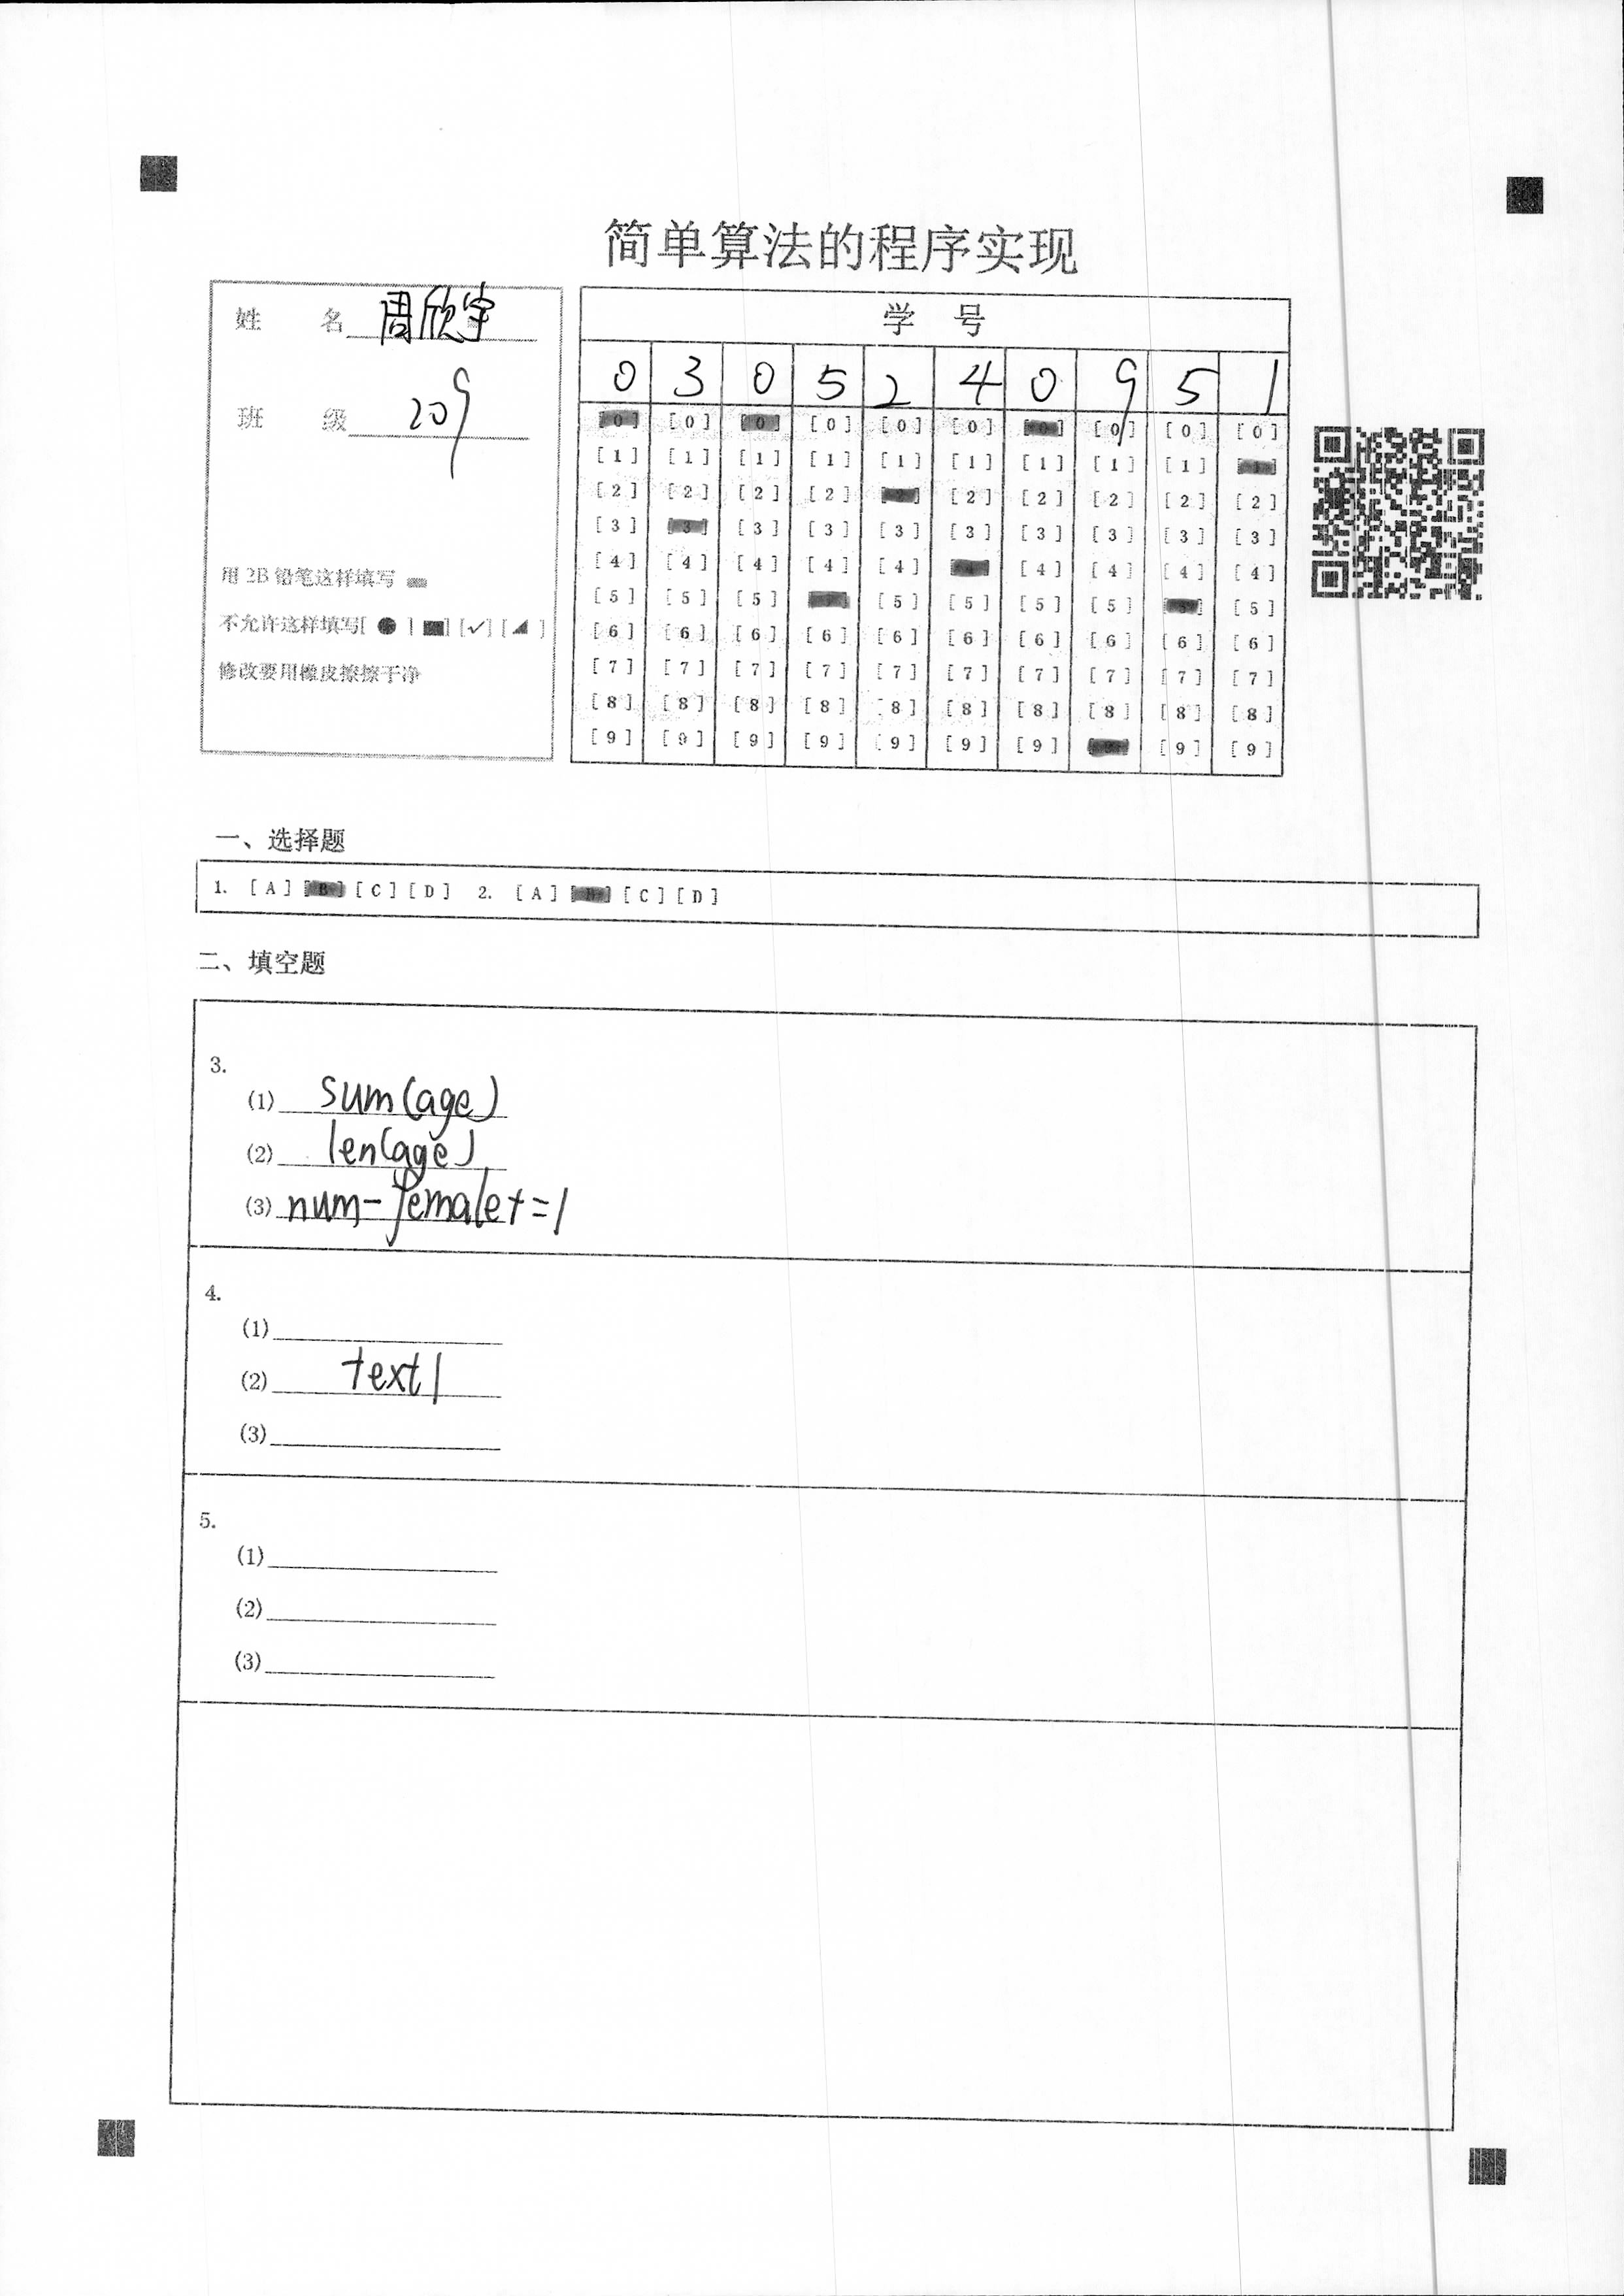 简单算法的程序实现
姓 名 周欣宇
班 级 209
用 2B 铅笔这样填写
不允许这样填写[ ● ] [■] [✓] [◢ ]
修改要用橡皮擦擦干净
学 号
0 3 0 5 2 4 0 9 5 1
[0] [0] [0] [0] [0] [0] [0] [0] [0] [0]
[1] [1] [1] [1] [1] [1] [1] [1] [1] [1]
[2] [2] [2] [2] [2] [2] [2] [2] [2] [2]
[3] [3] [3] [3] [3] [3] [3] [3] [3] [3]
[4] [4] [4] [4] [4] [4] [4] [4] [4] [4]
[5] [5] [5] [5] [5] [5] [5] [5] [5] [5]
[6] [6] [6] [6] [6] [6] [6] [6] [6] [6]
[7] [7] [7] [7] [7] [7] [7] [7] [7] [7]
[8] [8] [8] [8] [8] [8] [8] [8] [8] [8]
[9] [9] [9] [9] [9] [9] [9] [9] [9] [9]
一、选择题
1. [A] [B] [C] [D] 2. [A] [B] [C] [D]
二、填空题
3.
(1) sum(age)
(2) len(age)
(3) num-female+=1
4.
(1)
(2) text1
(3)
5.
(1)
(2)
(3)